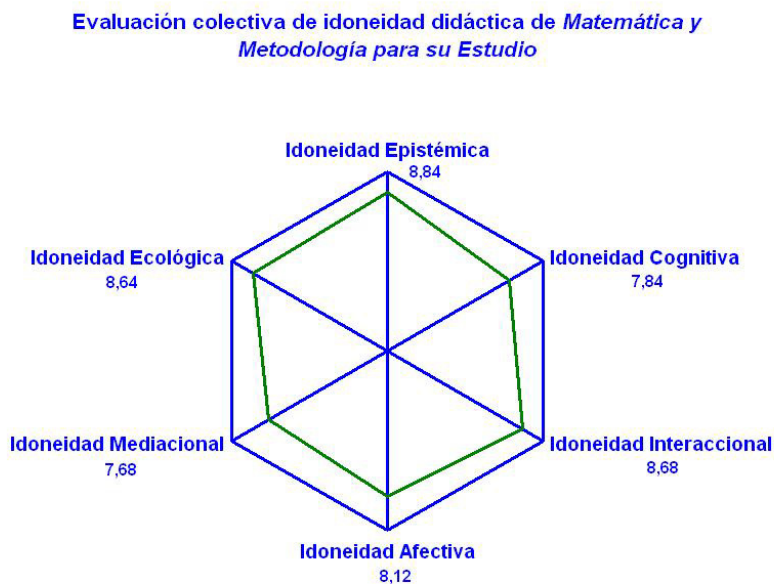 Evaluación colectiva de idoneidad didáctica de Matemática y
Metodología para su Estudio
Idoneidad Epistémica
8,84
Idoneidad Ecológica
8,64
Idoneidad Cognitiva
7,84
Idoneidad Mediacional
7,68
Idoneidad Interaccional
8,68
Idoneidad Afectiva
8,12